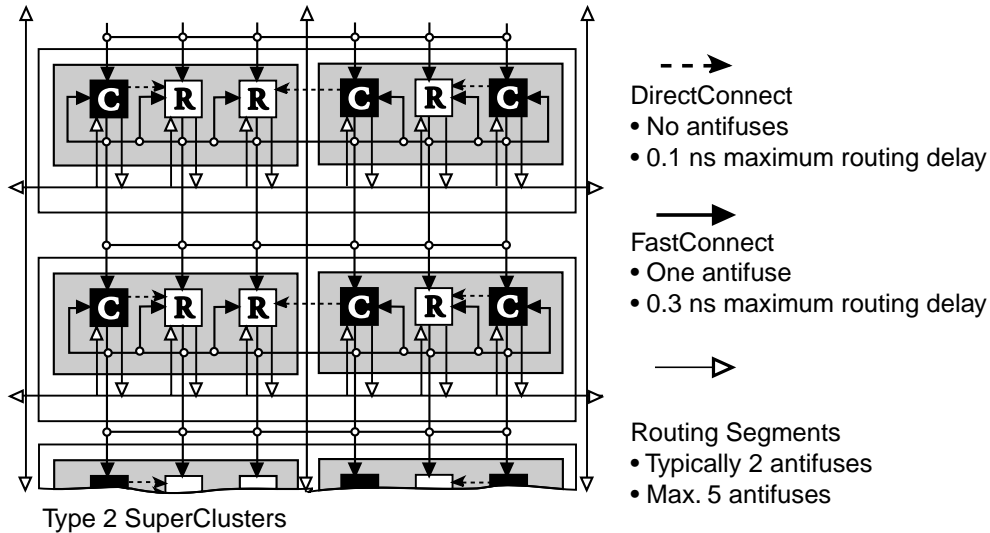 C R R C R C
C R R C R C
Type 2 SuperClusters
DirectConnect
• No antifuses
• 0.1 ns maximum routing delay
FastConnect
• One antifuse
• 0.3 ns maximum routing delay
Routing Segments
• Typically 2 antifuses
• Max. 5 antifuses